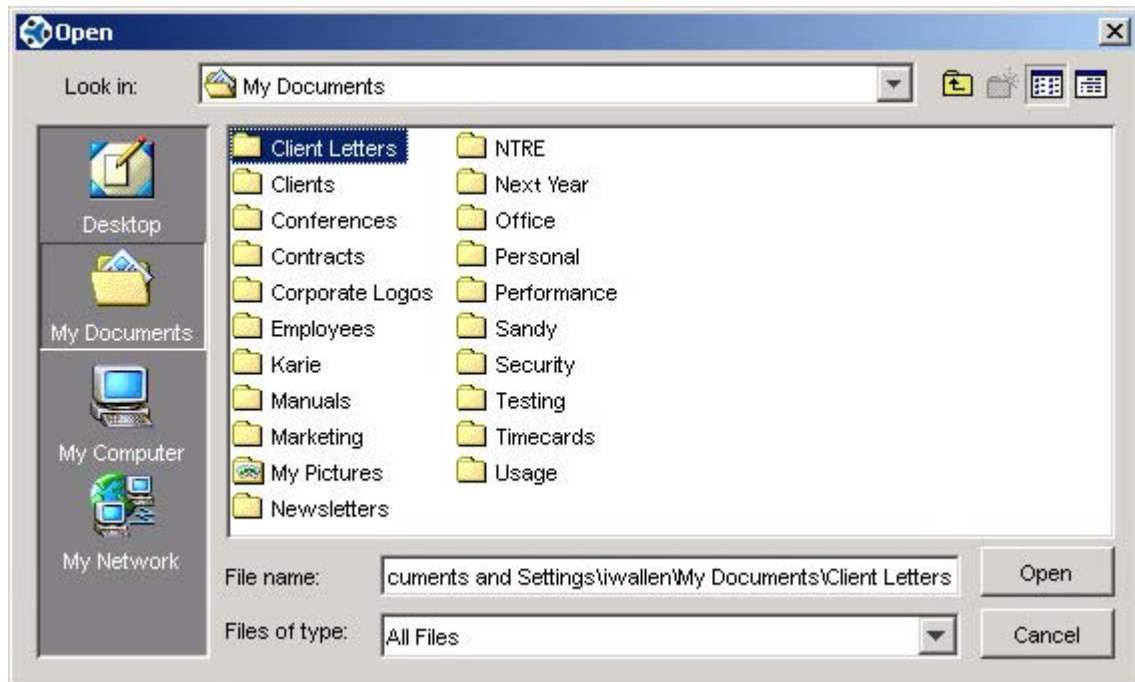 Open
Look in: My Documents
Desktop
My Documents
My Computer
My Network
Client Letters
Clients
Conferences
Contracts
Corporate Logos
Employees
Karie
Manuals
Marketing
My Pictures
Newsletters
NTRE
Next Year
Office
Personal
Performance
Sandy
Security
Testing
Timecards
Usage
File name: cuments and Settings\iwallen\My Documents\Client Letters Open
Files of type: All Files Cancel